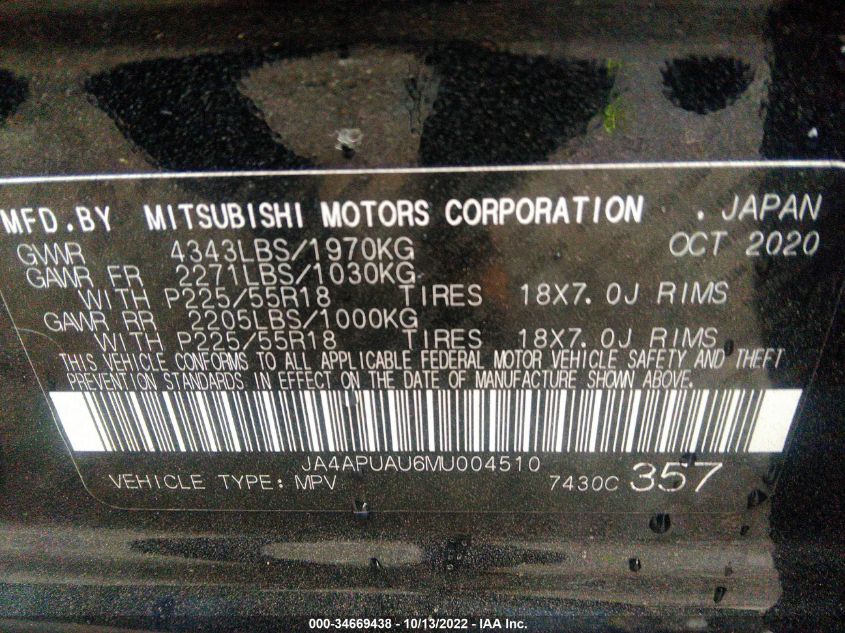 MFD.BY MITSUBISHI MOTORS CORPORATION . JAPAN
GVWR 4343LBS/1970KG OCT 2020
GAWR FR 2271LBS/1030KG
WITH P225/55R18 TIRES 18X7.0J RIMS
GAWR RR 2205LBS/1000KG
WITH P225/55R18 TIRES 18X7.0J RIMS
THIS VEHICLE CONFORMS TO ALL APPLICABLE FEDERAL MOTOR VEHICLE SAFETY AND THEFT
PREVENTION STANDARDS IN EFFECT ON THE DATE OF MANUFACTURE SHOWN ABOVE.
JA4APUAU6MU004510
VEHICLE TYPE: MPV 7430C 357
000-34669438 - 10/13/2022 - IAA Inc.